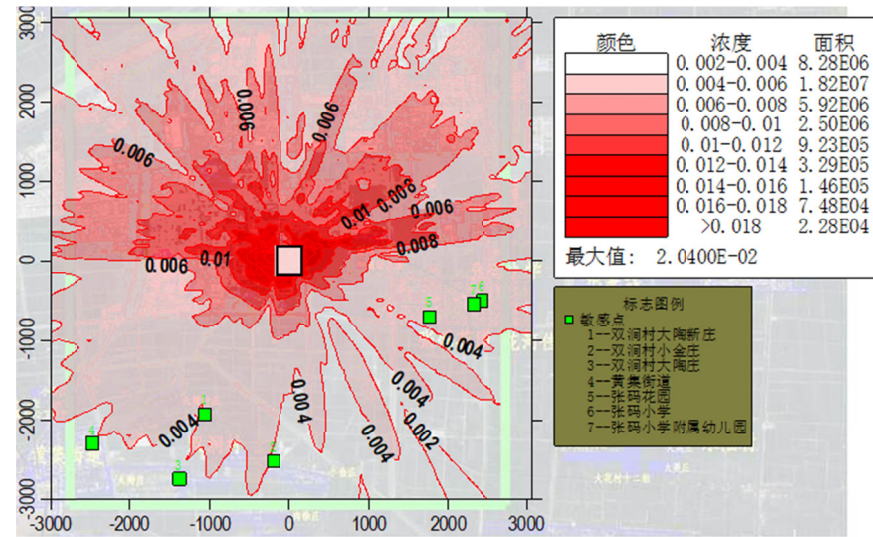 3000
2000
1000
0
-1000
-2000
-3000
-3000
-2000
-1000
0
1000
2000
3000
0.006
0.006
0.006
0.008
0.01
0.006
0.008
0.006
0.01
0.004
0.004
0.004
0.004
0.002
0.004
5
7
6
4
3
颜色 浓度 面积
0.002-0.004 8.28E06
0.004-0.006 1.82E07
0.006-0.008 5.92E06
0.008-0.01 2.50E06
0.01-0.012 9.23E05
0.012-0.014 3.29E05
0.014-0.016 1.46E05
0.016-0.018 7.48E04
>0.018 2.28E04
最大值: 2.0400E-02
标志图例
敏感点
1--双涧村大陶新庄
2--双涧村小金庄
3--双涧村大陶庄
4--黄集街道
5--张码花园
6--张码小学
7--张码小学附属幼儿园